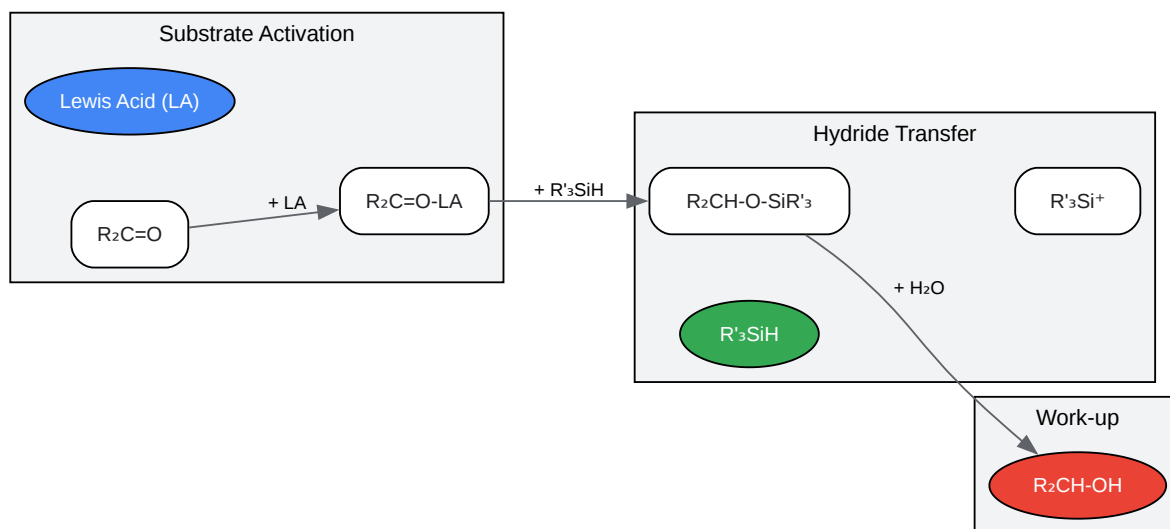 Substrate Activation
Lewis Acid (LA)
R₂C=O
+ LA
R₂C=O-LA
+ R'₃SiH
Hydride Transfer
R₂CH-O-SiR'₃
R'₃Si⁺
+ H₂O
R'₃SiH
Work-up
R₂CH-OH